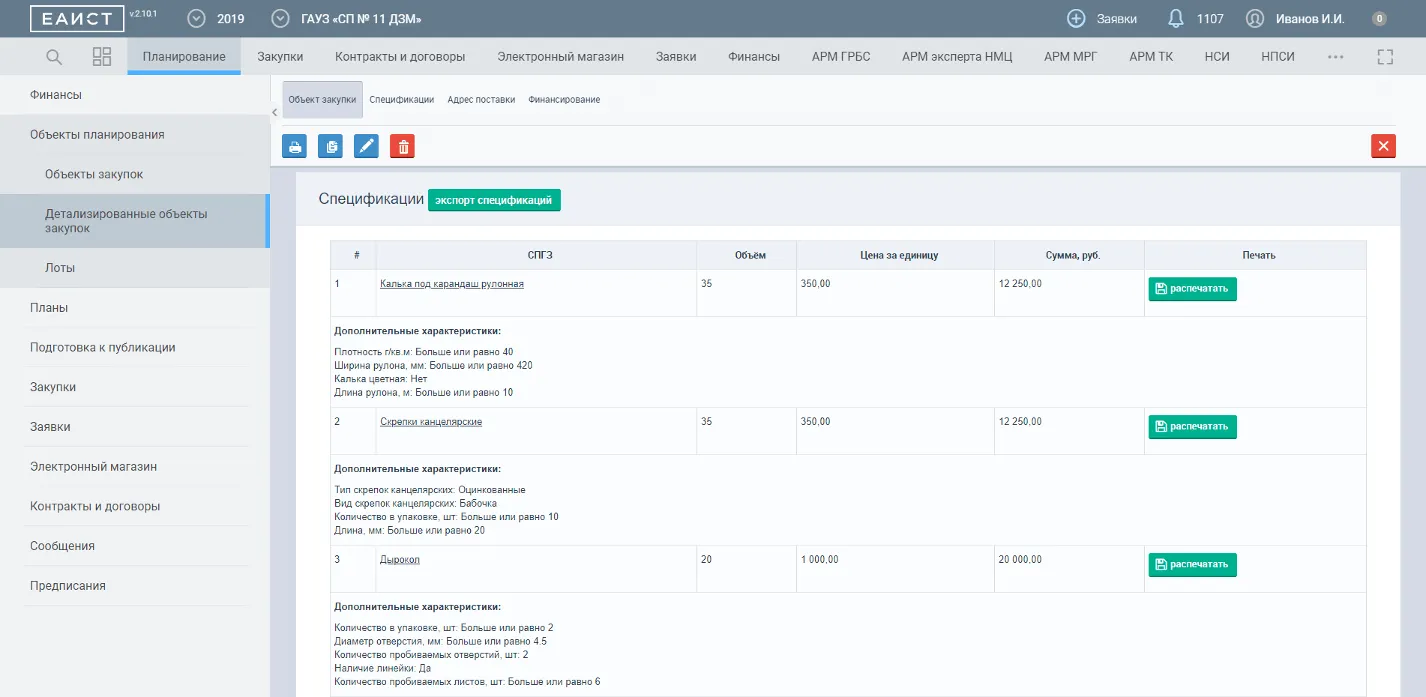 ЕАИСТ v.2.10.1 2019 ГАУЗ «СП № 11 ДЗМ» Заявки 1107 Иванов И.И. 0
Планирование Закупки Контракты и договоры Электронный магазин Заявки Финансы АРМ ГРБС АРМ эксперта НМЦ АРМ МРГ АРМ ТК НСИ НПСИ
Финансы
Объекты планирования
Объекты закупок
Детализированные объекты
закупок
Лоты
Планы
Подготовка к публикации
Закупки
Заявки
Электронный магазин
Контракты и договоры
Сообщения
Предписания
Объект закупки Спецификации Адрес поставки Финансирование
Спецификации экспорт спецификаций
# СПГЗ Объём Цена за единицу Сумма, руб. Печать
1 Калька под карандаш рулонная 35 350,00 12 250,00 распечатать
Дополнительные характеристики:
Плотность г/кв.м: Больше или равно 40
Ширина рулона, мм: Больше или равно 420
Калька цветная: Нет
Длина рулона, м: Больше или равно 10
2 Скрепки канцелярские 35 350,00 12 250,00 распечатать
Дополнительные характеристики:
Тип скрепок канцелярских: Оцинкованные
Вид скрепок канцелярских: Бабочка
Количество в упаковке, шт: Больше или равно 10
Длина, мм: Больше или равно 20
3 Дырокол 20 1 000,00 20 000,00 распечатать
Дополнительные характеристики:
Количество в упаковке, шт: Больше или равно 2
Диаметр отверстия, мм: Больше или равно 4.5
Количество пробиваемых отверстий, шт: 2
Наличие линейки: Да
Количество пробиваемых листов, шт: Больше или равно 6